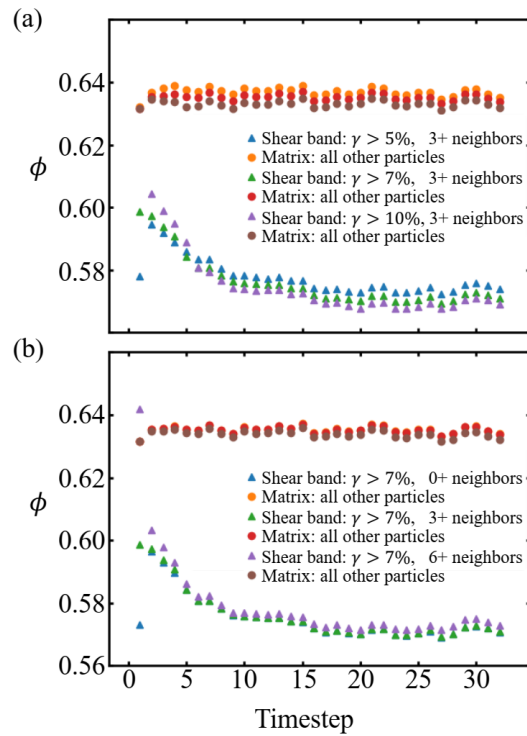 (a)
0.64
0.62
0.60
0.58
ϕ
Shear band: γ > 5%, 3+ neighbors
Matrix: all other particles
Shear band: γ > 7%, 3+ neighbors
Matrix: all other particles
Shear band: γ > 10%, 3+ neighbors
Matrix: all other particles
(b)
0.64
0.62
0.60
0.58
0.56
ϕ
Shear band: γ > 7%, 0+ neighbors
Matrix: all other particles
Shear band: γ > 7%, 3+ neighbors
Matrix: all other particles
Shear band: γ > 7%, 6+ neighbors
Matrix: all other particles
0 5 10 15 20 25 30
Timestep